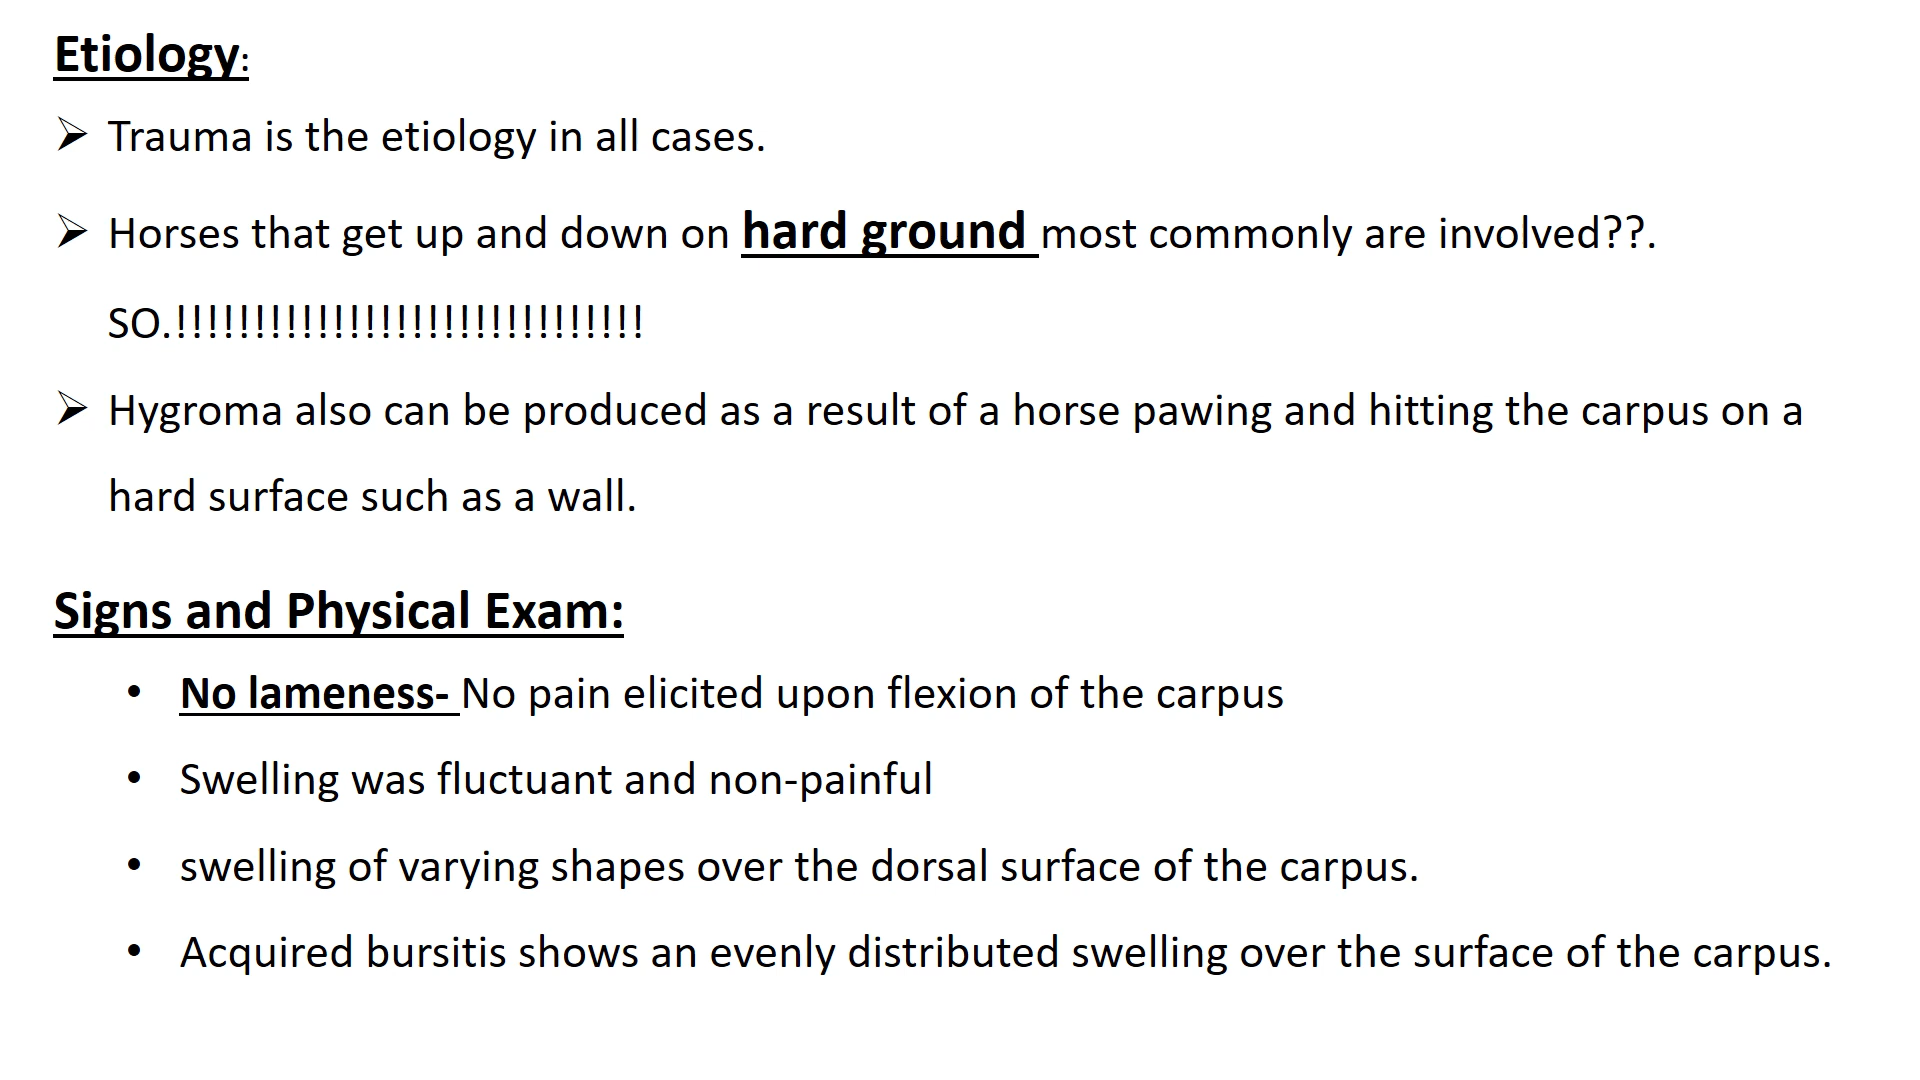 Etiology:
➢ Trauma is the etiology in all cases.
➢ Horses that get up and down on hard ground most commonly are involved??.
SO.!!!!!!!!!!!!!!!!!!!!!!!!!!!!!!
➢ Hygroma also can be produced as a result of a horse pawing and hitting the carpus on a
hard surface such as a wall.
Signs and Physical Exam:
• No lameness- No pain elicited upon flexion of the carpus
• Swelling was fluctuant and non-painful
• swelling of varying shapes over the dorsal surface of the carpus.
• Acquired bursitis shows an evenly distributed swelling over the surface of the carpus.